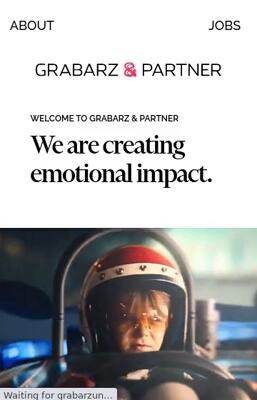 ABOUT
JOBS
GRABARZ & PARTNER
WELCOME TO GRABARZ & PARTNER
We are creating
emotional impact.
Waiting for grabarzun...